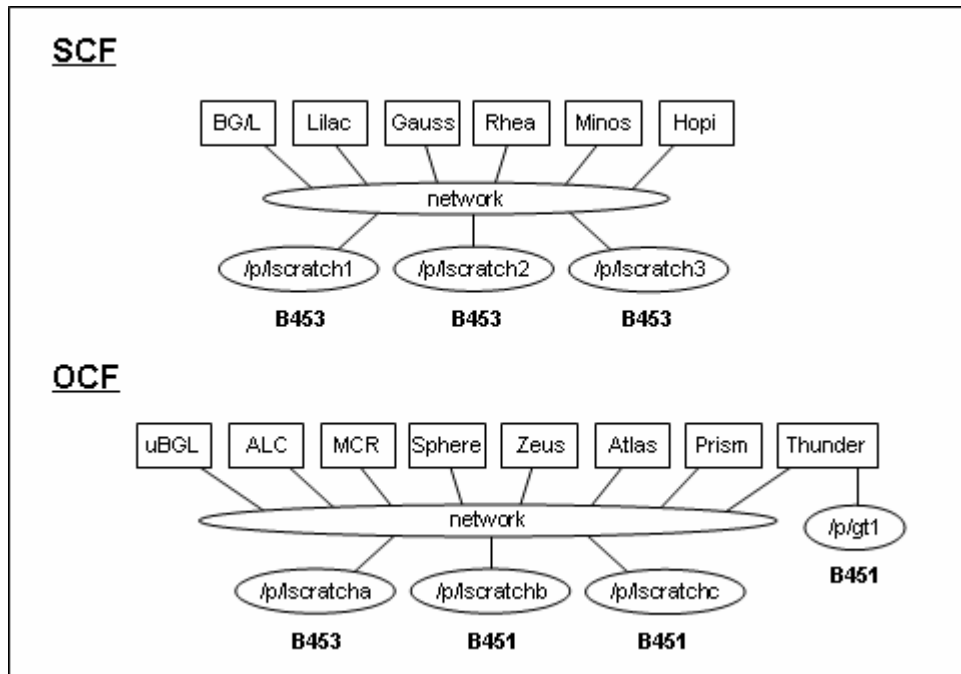 SCF
BG/L Lilac Gauss Rhea Minos Hopi
network
/p/lscratch1 /p/lscratch2 /p/lscratch3
B453 B453 B453
OCF
uBGL ALC MCR Sphere Zeus Atlas Prism Thunder
network /p/gt1
B451
/p/lscratcha /p/lscratchb /p/lscratchc
B453 B451 B451